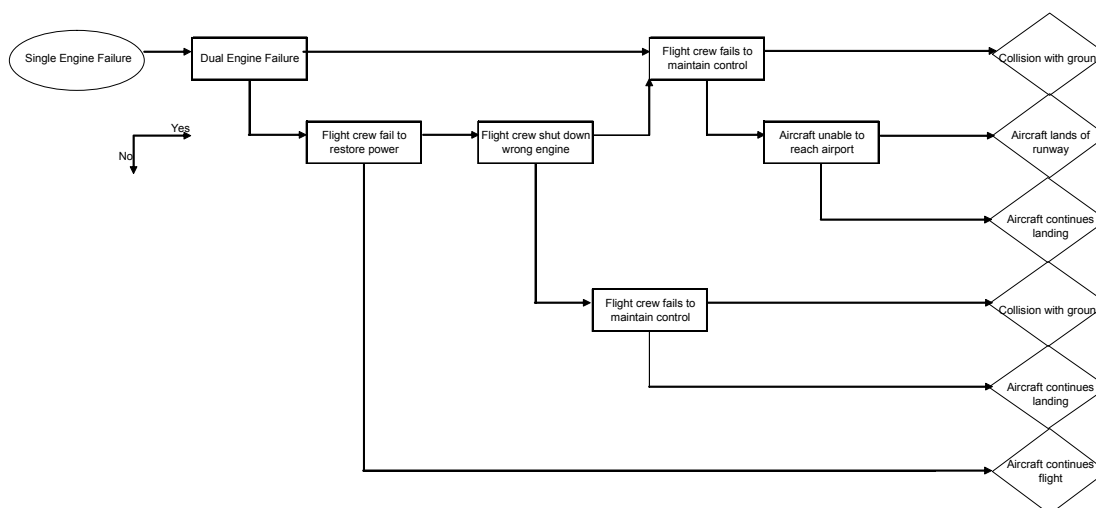 Single Engine Failure
Dual Engine Failure
Flight crew fails to
maintain control
Collision with groun
Yes
No
Flight crew fail to
restore power
Flight crew shut down
wrong engine
Aircraft unable to
reach airport
Aircraft lands of
runway
Aircraft continues
landing
Flight crew fails to
maintain control
Collision with groun
Aircraft continues
landing
Aircraft continues
flight